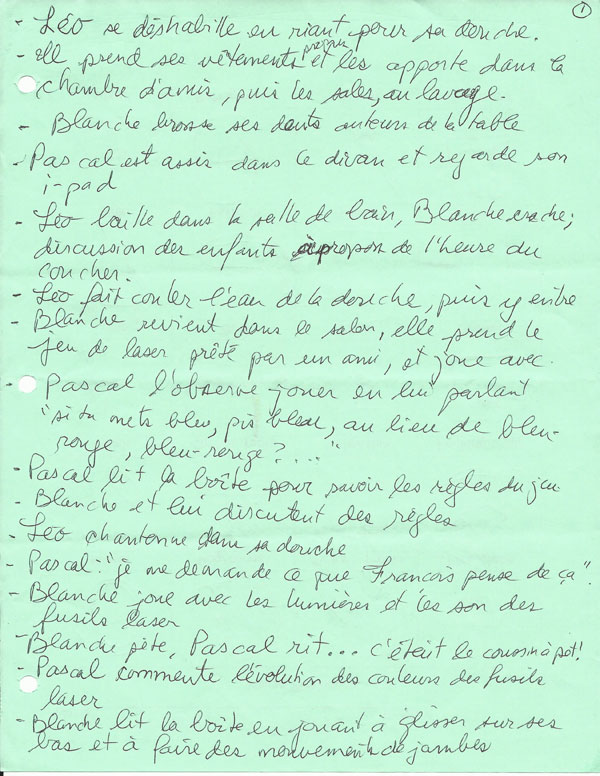 1
- Léo se déshabille en riant pour sa douche.
- Ell prend ses vêtements propres et les apporte dans la
chambre d'amis, puis les sales, au lavage.
- Blanche brosse ses dents autours de la table
- Pascal est assis dans le divan et regarde son
i-pad
- Léo baille dans la salle de bain, Blanche crache;
discussion des enfants à propos de l'heure du
coucher.
- Léo fait couler l'eau de la douche, puis y entre
- Blanche revient dans le salon, elle prend le
jeu de laser prêté par un ami, et joue avec.
- Pascal l'observe jouer en lui parlant
"si tu mets bleu, pis bleu, au lieu de bleu-
rouge, bleu-rouge?...."
- Pascal lit la boîte pour savoir les règles du jeu
- Blanche et lui discutent des règles
- Léo chantonne dans sa douche
- Pascal: "je me demande ce que Francois pense de ça".
- Blanche joue avec les lumières et les son des
fusils laser
- Blanche pète, Pascal rit... c'était le coussin à pet!
- Pascal commente l'évolution des couleurs des fusils
laser
- Blanche lit la boîte en jouant à glisser sur ses
bas et à faire des mouvements de jambes